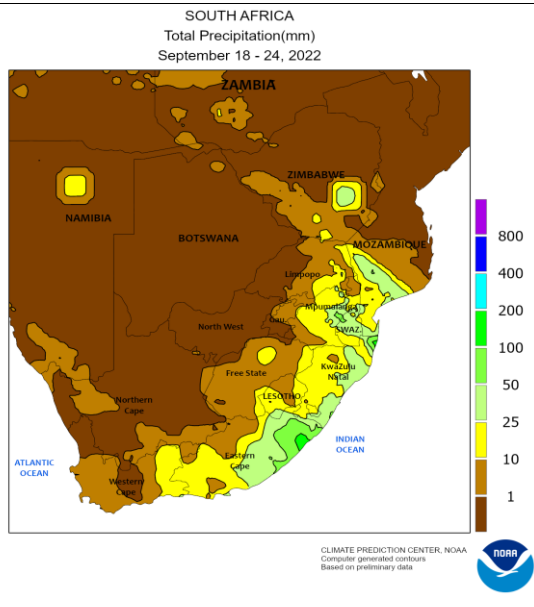 SOUTH AFRICA
Total Precipitation(mm)
September 18 - 24, 2022
ZAMBIA
ZIMBABWE
NAMIBIA
BOTSWANA
MOZAMBIQUE
Limpopo
Mpumalanga
Gau.
North West
SWAZ.
Free State
KwaZulu
Natal
LESOTHO
Northern
Cape
Eastern
Cape
INDIAN
OCEAN
ATLANTIC
OCEAN
Western
Cape
800
400
200
100
50
25
10
1
CLIMATE PREDICTION CENTER, NOAA
Computer generated contours
Based on preliminary data
NOAA